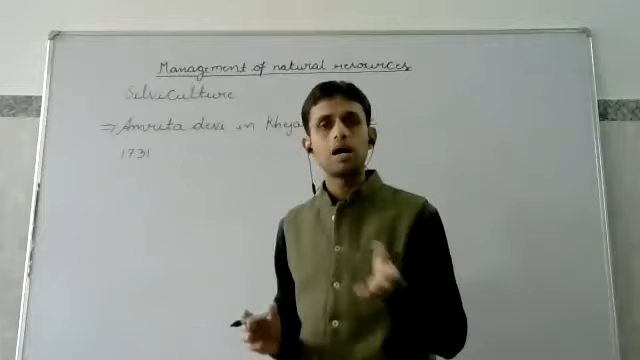 Management of natural resources
Silviculture
⇒ Amrita devi in Kheja
1731